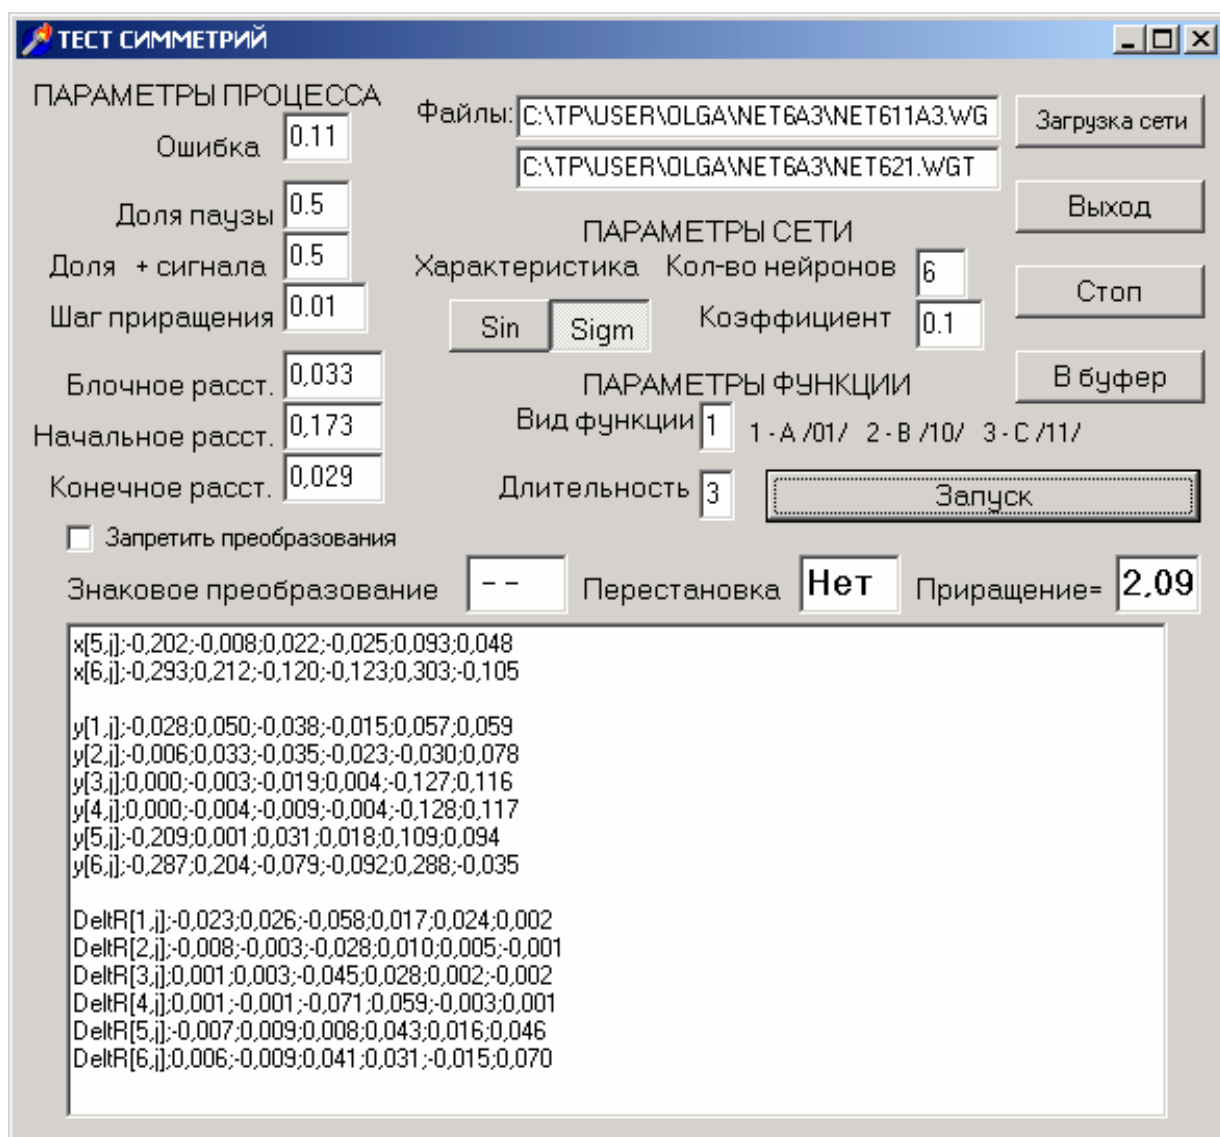 ТЕСТ СИММЕТРИЙ
ПАРАМЕТРЫ ПРОЦЕССА
Ошибка 0.11
Доля паузы 0.5
Доля + сигнала 0.5
Шаг приращения 0.01
Блочное расст. 0,033
Начальное расст. 0,173
Конечное расст. 0,029
Запретить преобразования
Файлы: C:\TP\USER\OLGA\NET6A3\NET611A3.WG
C:\TP\USER\OLGA\NET6A3\NET621.WGT
ПАРАМЕТРЫ СЕТИ
Характеристика Кол-во нейронов 6
Sin Sigm Коэффициент 0.1
ПАРАМЕТРЫ ФУНКЦИИ
Вид функции 1 1 - A /01/ 2 - B /10/ 3 - C /11/
Длительность 3 Запуск
Загрузка сети
Выход
Стоп
В буфер
Знаковое преобразование - - Перестановка Нет Приращение= 2,09
x[5,j];-0,202;-0,008;0,022;-0,025;0,093;0,048
x[6,j];-0,293;0,212;-0,120;-0,123;0,303;-0,105
y[1,j];-0,028;0,050;-0,038;-0,015;0,057;0,059
y[2,j];-0,006;0,033;-0,035;-0,023;-0,030;0,078
y[3,j];0,000;-0,003;-0,019;0,004;-0,127;0,116
y[4,j];0,000;-0,004;-0,009;-0,004;-0,128;0,117
y[5,j];-0,209;0,001;0,031;0,018;0,109;0,094
y[6,j];-0,287;0,204;-0,079;-0,092;0,288;-0,035
DeltR[1,j];-0,023;0,026;-0,058;0,017;0,024;0,002
DeltR[2,j];-0,008;-0,003;-0,028;0,010;0,005;-0,001
DeltR[3,j];0,001;0,003;-0,045;0,028;0,002;-0,002
DeltR[4,j];0,001;-0,001;-0,071;0,059;-0,003;0,001
DeltR[5,j];-0,007;0,009;0,008;0,043;0,016;0,046
DeltR[6,j];0,006;-0,009;0,041;0,031;-0,015;0,070